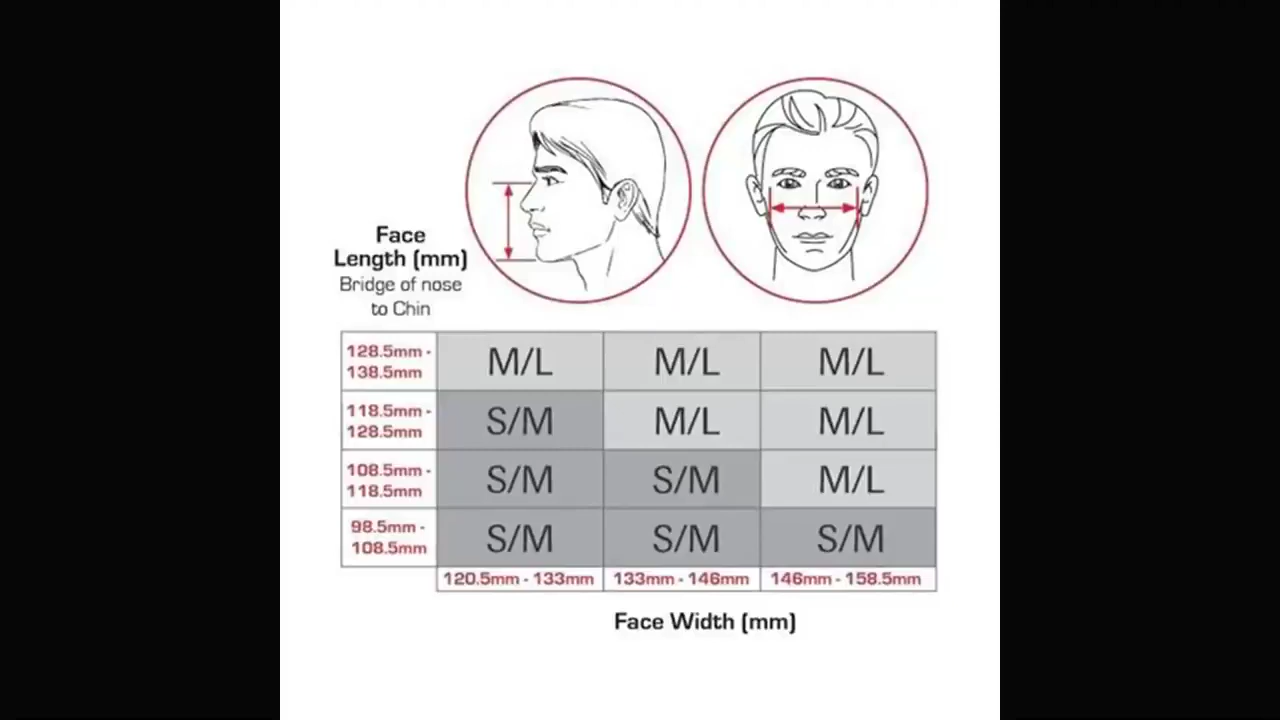 Face
Length (mm)
Bridge of nose
to Chin
128.5mm -
138.5mm
M/L M/L M/L
118.5mm-
128.5mm
S/M M/L M/L
108.5mm -
118.5mm
S/M S/M M/L
98.5mm -
108.5mm
S/M S/M S/M
120.5mm - 133mm 133mm - 146mm 146mm - 158.5mm
Face Width (mm)